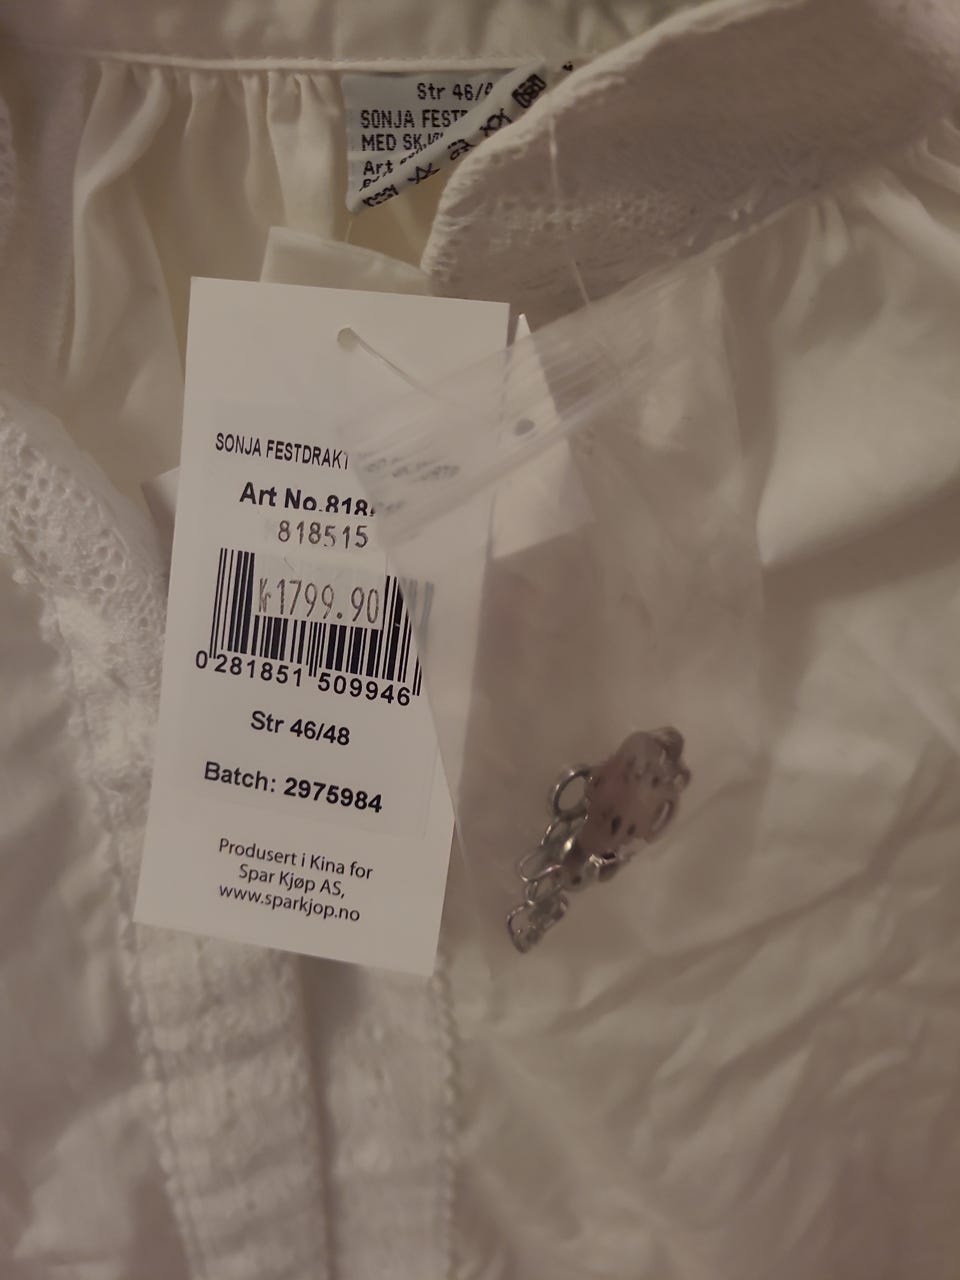 Str 46/
SONJA FEST
MED SK
Art
SONJA FESTDRAKT
Art No.818
818515
Kr1799.90
0 281851 509946
Str 46/48
Batch: 2975984
Produsert i Kina for
Spar Kjøp AS,
www.sparkjop.no